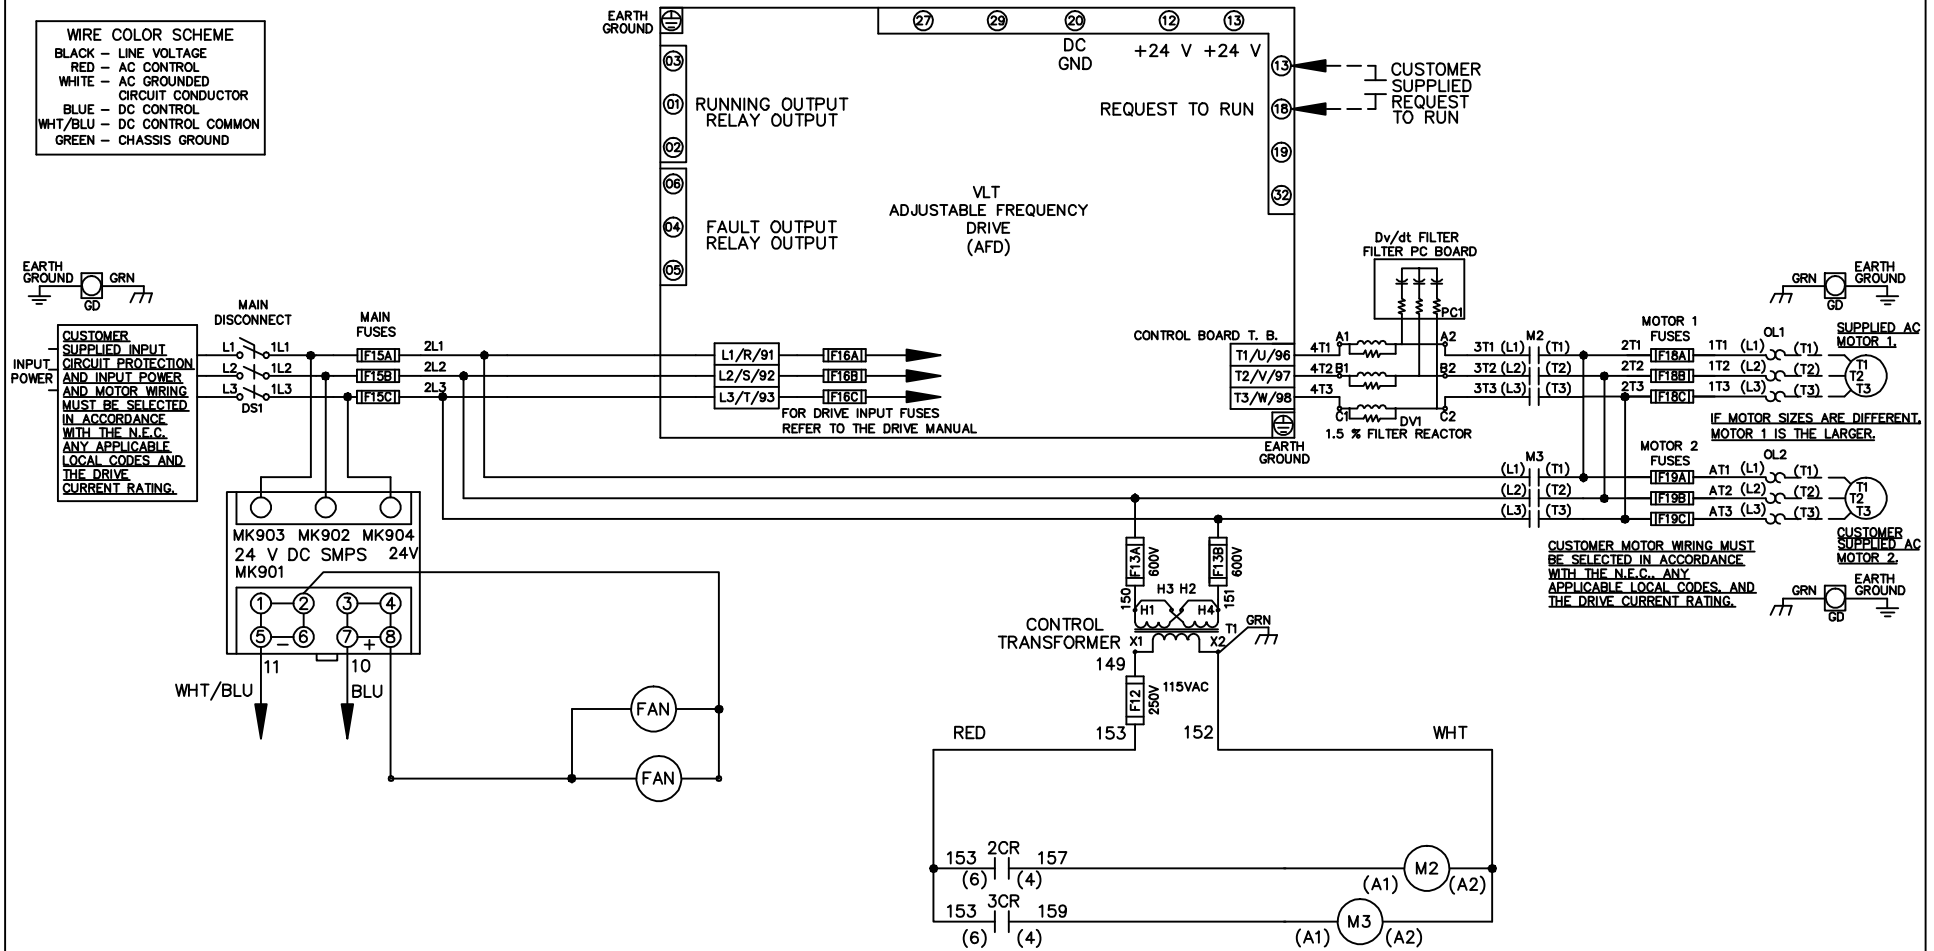 WIRE COLOR SCHEME
BLACK – LINE VOLTAGE
RED – AC CONTROL
WHITE – AC GROUNDED
CIRCUIT CONDUCTOR
BLUE – DC CONTROL
WHT/BLU – DC CONTROL COMMON
GREEN – CHASSIS GROUND
EARTH
GROUND
27
29
20
12
13
DC
GND
+24 V
+24 V
03
01
02
RUNNING OUTPUT
RELAY OUTPUT
06
04
05
FAULT OUTPUT
RELAY OUTPUT
VLT
ADJUSTABLE FREQUENCY
DRIVE
(AFD)
REQUEST TO RUN
13
18
19
32
CUSTOMER
SUPPLIED
REQUEST
TO RUN
EARTH
GROUND
GRN
GD
INPUT
POWER
CUSTOMER
SUPPLIED INPUT
CIRCUIT PROTECTION
AND INPUT POWER
AND MOTOR WIRING
MUST BE SELECTED
IN ACCORDANCE
WITH THE N.E.C.
ANY APPLICABLE
LOCAL CODES AND
THE DRIVE
CURRENT RATING.
MAIN
DISCONNECT
L1
1L1
L2
1L2
L3
1L3
DS1
MAIN
FUSES
F15A
2L1
F15B
2L2
F15C
2L3
L1/R/91
F16A
L2/S/92
F16B
L3/T/93
F16C
FOR DRIVE INPUT FUSES
REFER TO THE DRIVE MANUAL
CONTROL BOARD T. B.
T1/U/96
T2/V/97
T3/W/98
EARTH
GROUND
Dv/dt FILTER
FILTER PC BOARD
PC1
4T1
A1
A2
4T2
B1
B2
4T3
C1
C2
DV1
1.5 % FILTER REACTOR
M2
3T1 (L1) (T1)
3T2 (L2) (T2)
3T3 (L3) (T3)
MOTOR 1
FUSES
2T1
F18A
1T1 (L1)
2T2
F18B
1T2 (L2)
2T3
F18C
1T3 (L3)
OL1
(T1)
(T2)
(T3)
T1
T2
T3
GRN
GD
EARTH
GROUND
SUPPLIED AC
MOTOR 1.
IF MOTOR SIZES ARE DIFFERENT,
MOTOR 1 IS THE LARGER.
M3
(L1) (T1)
(L2) (T2)
(L3) (T3)
MOTOR 2
FUSES
F19A
AT1 (L1)
F19B
AT2 (L2)
F19C
AT3 (L3)
OL2
(T1)
(T2)
(T3)
T1
T2
T3
CUSTOMER
SUPPLIED AC
MOTOR 2.
CUSTOMER MOTOR WIRING MUST
BE SELECTED IN ACCORDANCE
WITH THE N.E.C., ANY
APPLICABLE LOCAL CODES, AND
THE DRIVE CURRENT RATING.
GRN
GD
EARTH
GROUND
MK903 MK902 MK904
24 V DC SMPS 24V
MK901
1 2 3 4
5 – 6 7 + 8
11
10
WHT/BLU
BLU
FAN
FAN
F13A
600V
F13B
600V
150
151
H3 H2
H1
H4
CONTROL
TRANSFORMER
T1
GRN
X1
X2
149
F12
250V
115VAC
153
152
RED
WHT
153
2CR
157
(6)
(4)
(A1)
M2
(A2)
153
3CR
159
(6)
(4)
(A1)
M3
(A2)